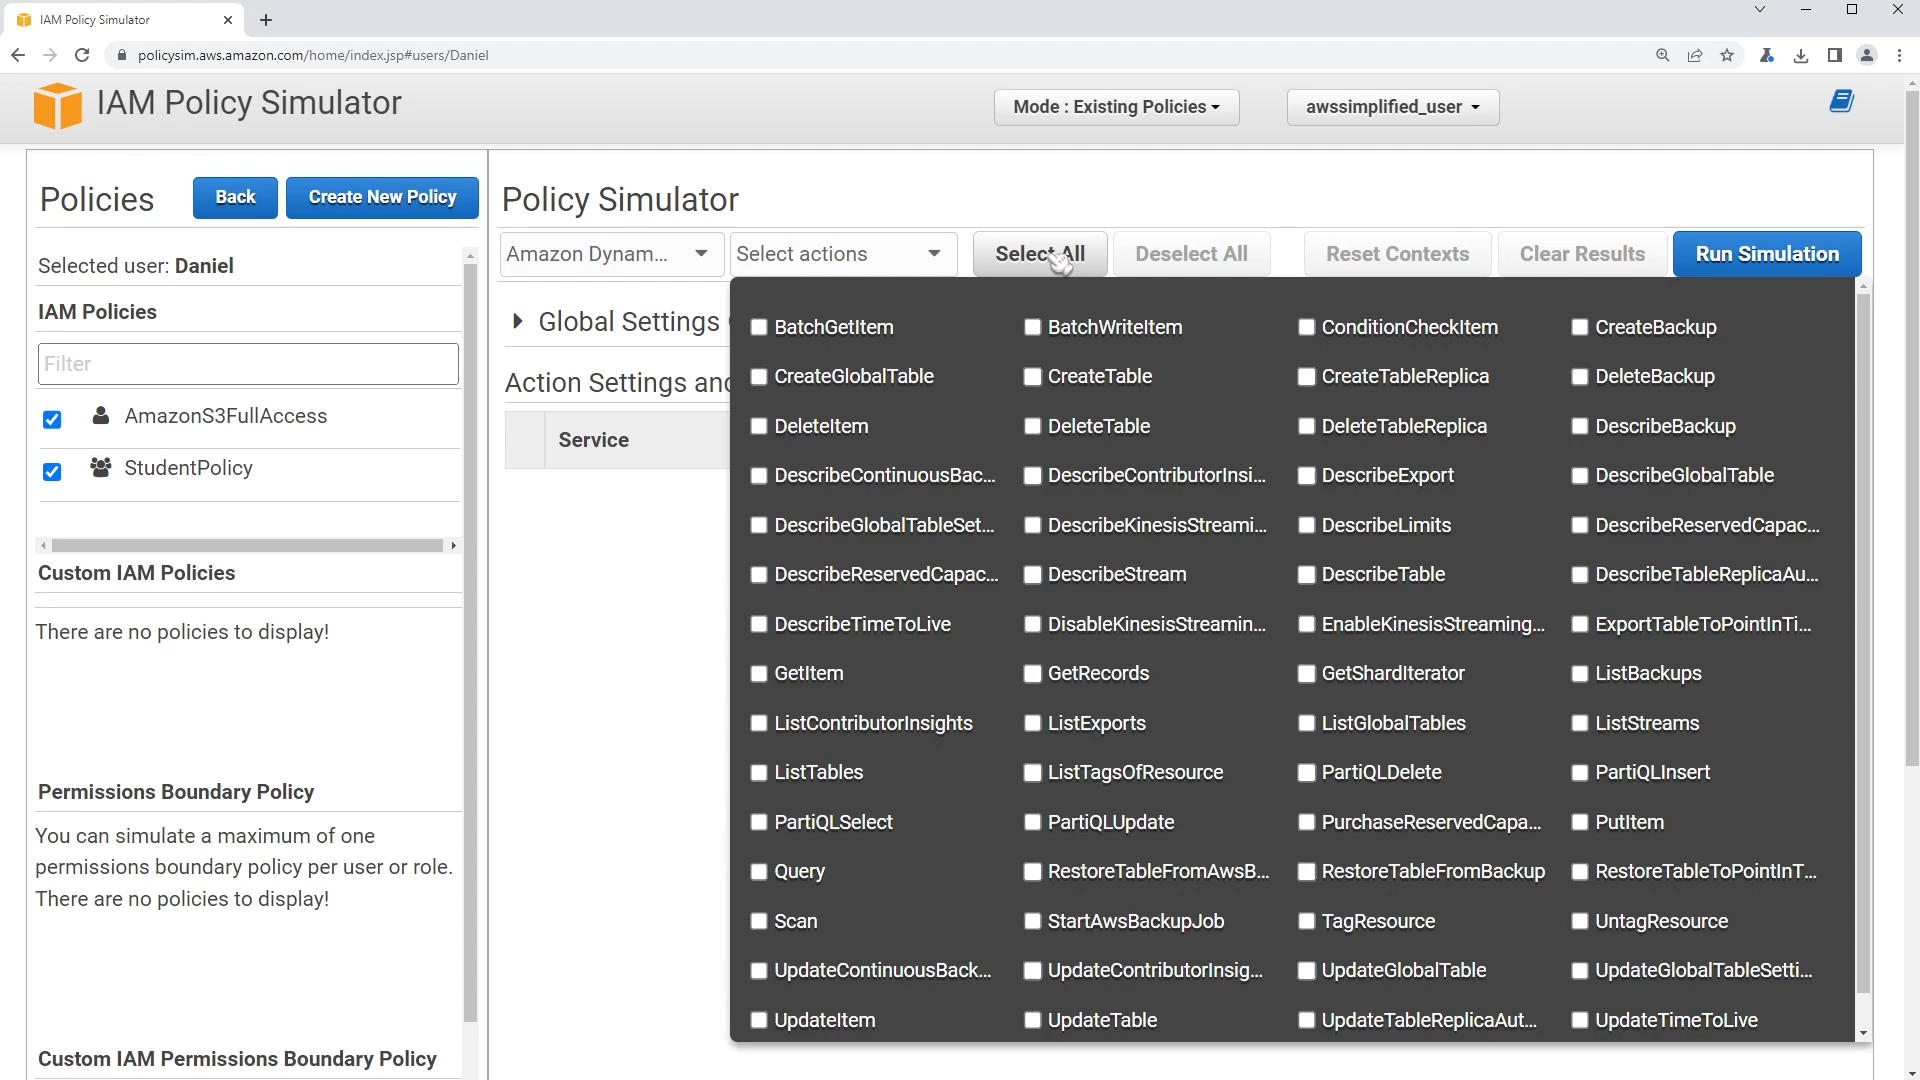 IAM Policy Simulator
policysim.aws.amazon.com/home/index.jsp#users/Daniel
IAM Policy Simulator
Mode : Existing Policies
awssimplified_user
Policies
Back
Create New Policy
Policy Simulator
Amazon Dynam...
Select actions
Select All
Deselect All
Reset Contexts
Clear Results
Run Simulation
Selected user: Daniel
IAM Policies
Filter
AmazonS3FullAccess
StudentPolicy
Custom IAM Policies
There are no policies to display!
Permissions Boundary Policy
You can simulate a maximum of one
permissions boundary policy per user or role.
There are no policies to display!
Custom IAM Permissions Boundary Policy
Global Settings
Action Settings and
Service
BatchGetItem BatchWriteItem ConditionCheckItem CreateBackup
CreateGlobalTable CreateTable CreateTableReplica DeleteBackup
DeleteItem DeleteTable DeleteTableReplica DescribeBackup
DescribeContinuousBac... DescribeContributorInsi... DescribeExport DescribeGlobalTable
DescribeGlobalTableSet... DescribeKinesisStreami... DescribeLimits DescribeReservedCapac...
DescribeReservedCapac... DescribeStream DescribeTable DescribeTableReplicaAu...
DescribeTimeToLive DisableKinesisStreamin... EnableKinesisStreaming... ExportTableToPointInTi...
GetItem GetRecords GetShardIterator ListBackups
ListContributorInsights ListExports ListGlobalTables ListStreams
ListTables ListTagsOfResource PartiQLDelete PartiQLInsert
PartiQLSelect PartiQLUpdate PurchaseReservedCapa... PutItem
Query RestoreTableFromAwsB... RestoreTableFromBackup RestoreTableToPointInT...
Scan StartAwsBackupJob TagResource UntagResource
UpdateContinuousBack... UpdateContributorInsig... UpdateGlobalTable UpdateGlobalTableSetti...
UpdateItem UpdateTable UpdateTableReplicaAut... UpdateTimeToLive